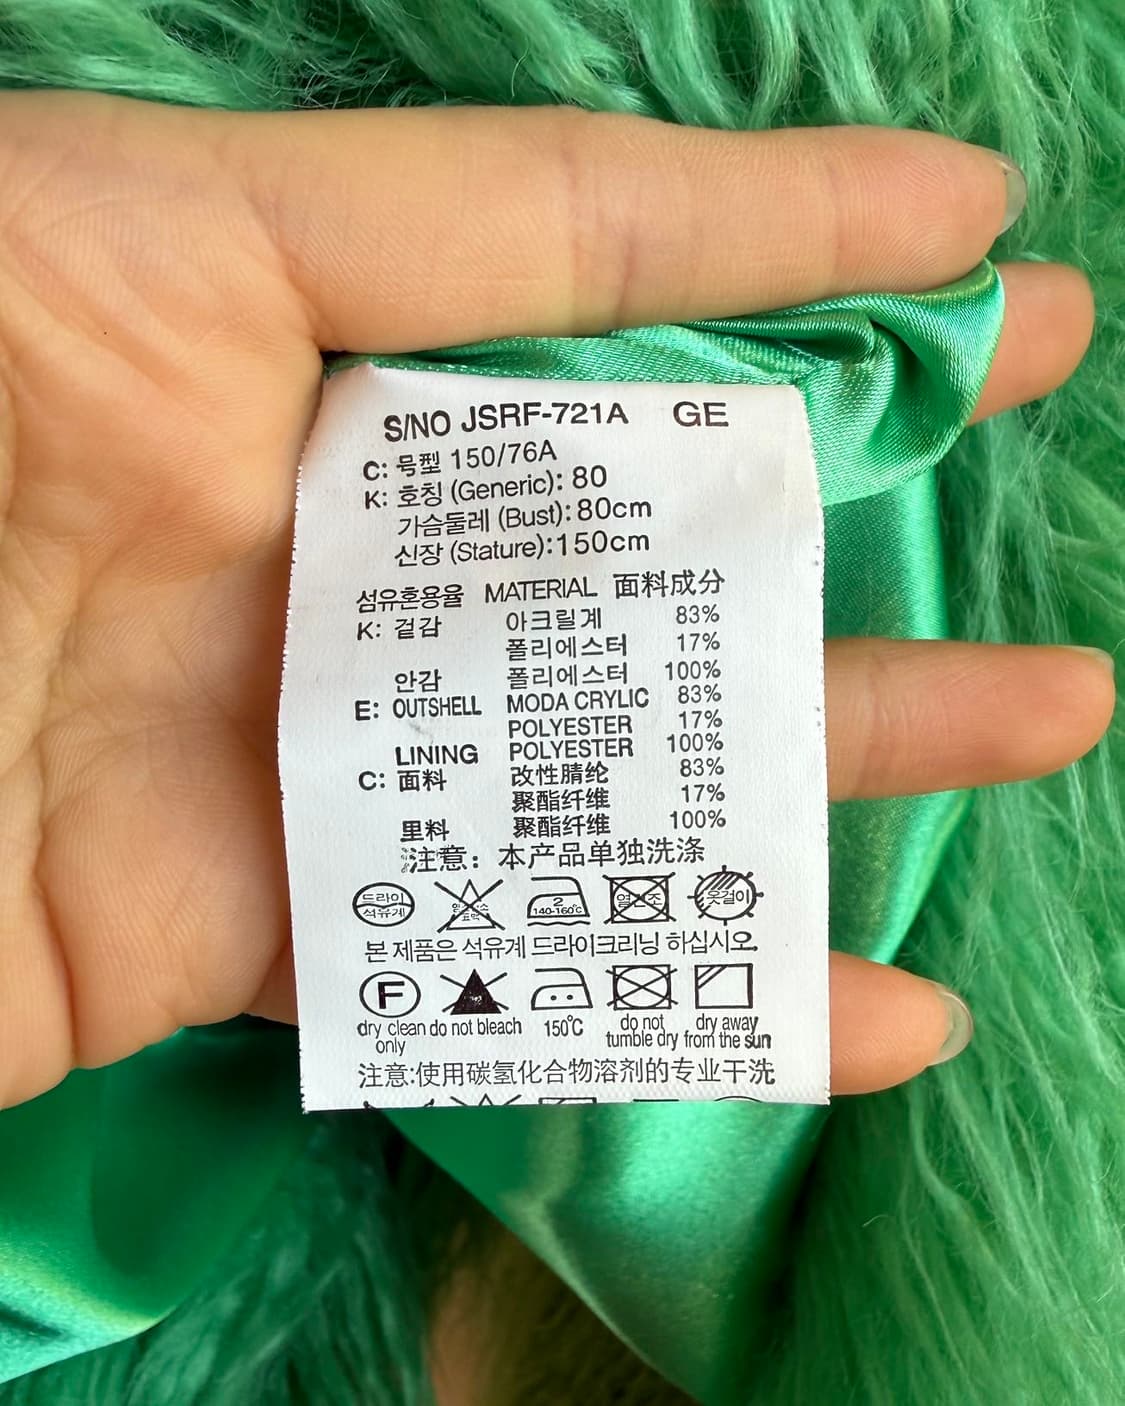 S/NO JSRF-721A GE
C: 号型 150/76A
K: 호칭 (Generic): 80
가슴둘레 (Bust): 80cm
신장 (Stature): 150cm
섬유혼용율 MATERIAL 面料成分
K: 겉감 아크릴계 83%
폴리에스터 17%
안감 폴리에스터 100%
E: OUTSHELL MODA CRYLIC 83%
POLYESTER 17%
LINING POLYESTER 100%
C: 面料 改性腈纶 83%
聚酯纤维 17%
里料 聚酯纤维 100%
注意：本产品单独洗涤
드라이 석유계 2 140-160°C 옷걸이
본 제품은 석유계 드라이크리닝 하십시오.
F
dry clean only do not bleach 150°C do not tumble dry dry away from the sun
注意:使用碳氢化合物溶剂的专业干洗